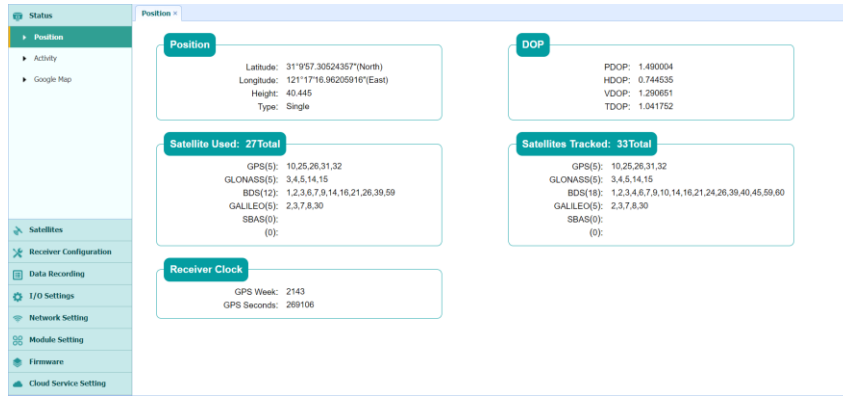 Status
Position
Activity
Google Map
Satellites
Receiver Configuration
Data Recording
I/O Settings
Network Setting
Module Setting
Firmware
Cloud Service Setting
Position ×
Position
Latitude: 31°9'57.30524357"(North)
Longitude: 121°17'16.96205916"(East)
Height: 40.445
Type: Single
DOP
PDOP: 1.490004
HDOP: 0.744535
VDOP: 1.290651
TDOP: 1.041752
Satellite Used: 27Total
GPS(5): 10,25,26,31,32
GLONASS(5): 3,4,5,14,15
BDS(12): 1,2,3,6,7,9,14,16,21,26,39,59
GALILEO(5): 2,3,7,8,30
SBAS(0):
(0):
Satellites Tracked: 33Total
GPS(5): 10,25,26,31,32
GLONASS(5): 3,4,5,14,15
BDS(18): 1,2,3,4,6,7,9,10,14,16,21,24,26,39,40,45,59,60
GALILEO(5): 2,3,7,8,30
SBAS(0):
(0):
Receiver Clock
GPS Week: 2143
GPS Seconds: 269106